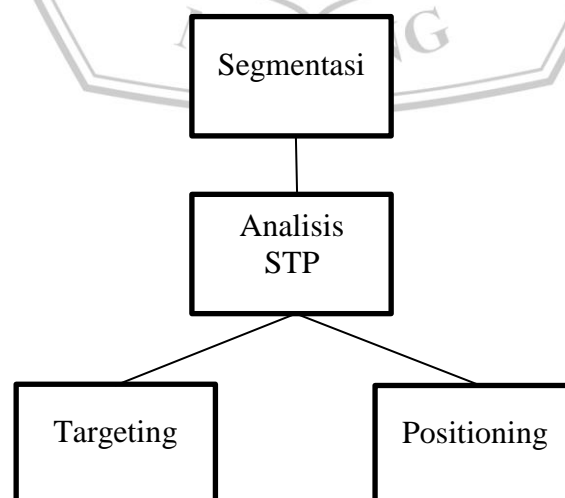 Segmentasi
Analisis
STP
Targeting
Positioning